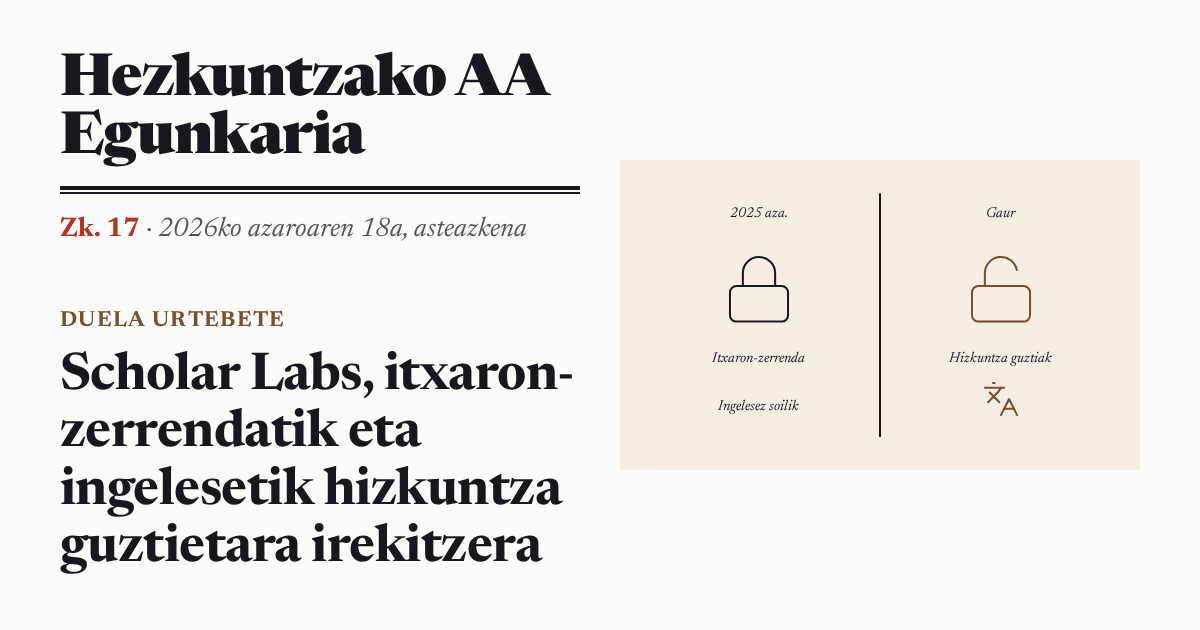 Hezkuntzako AA
Egunkaria
Zk. 17 · 2026ko azaroaren 18a, asteazkena
DUELA URTEBETE
Scholar Labs, itxaron-
zerrendatik eta
ingelesetik hizkuntza
guztietara irekitzera
2025 aza.
Itxaron-zerrenda
Ingelesez soilik
Gaur
Hizkuntza guztiak